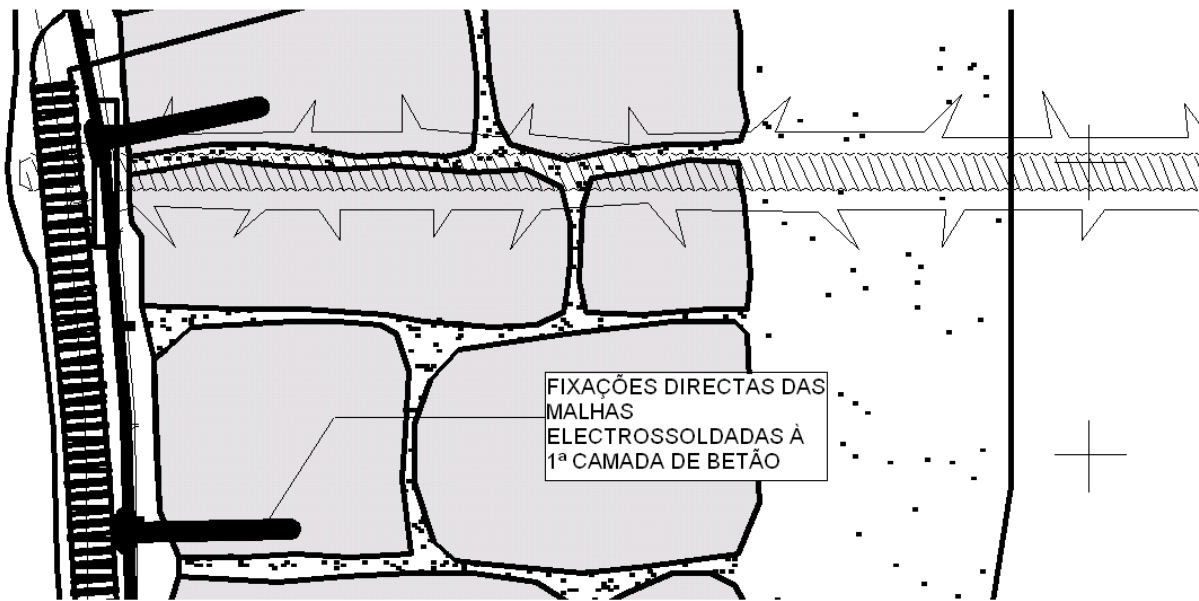 FIXAÇÕES DIRECTAS DAS
MALHAS
ELECTROSSOLDADAS À
1ª CAMADA DE BETÃO